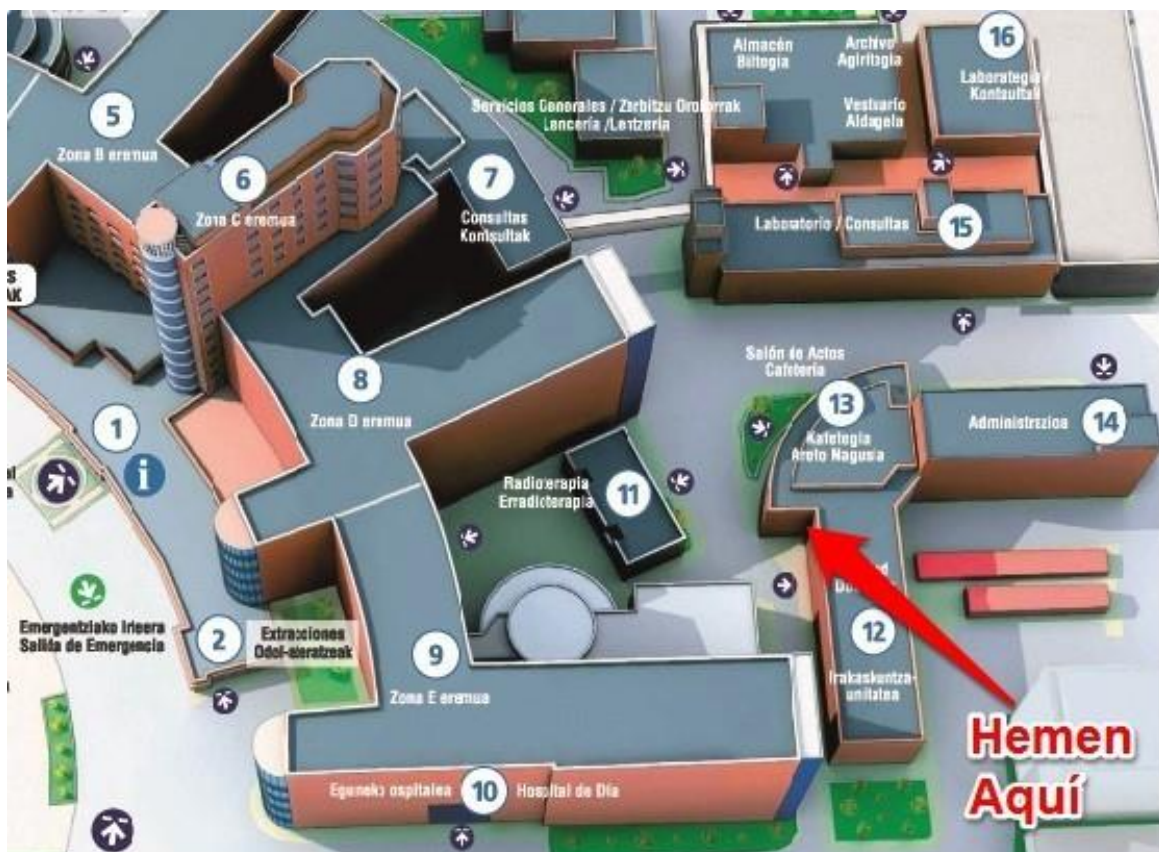 5
Zona B eremua
6
Zona C eremua
7
Consultas
Kontsultak
Servicios Generales / Zerbitzu Orokorrak
Lencería / Lentzeria
Almacén
Biltegia
Archivo
Agiritegia
Vestuario
Aldagela
16
Laborategia /
Kontsultak
Laboratorio / Consultas
15
8
Zona D eremua
1
i
Salón de Actos
Cafetería
13
Kafetegia
Areto Nagusia
Administrazioa
14
Radioterapia
Erradioterapia
11
Emergentziako Irteera
Salida de Emergencia
2
Extracciones
Odol-ateratzeak
9
Zona E eremua
12
Irakaskuntza-
unitatea
Eguneko ospitalea
10
Hospital de Día
Hemen
Aquí